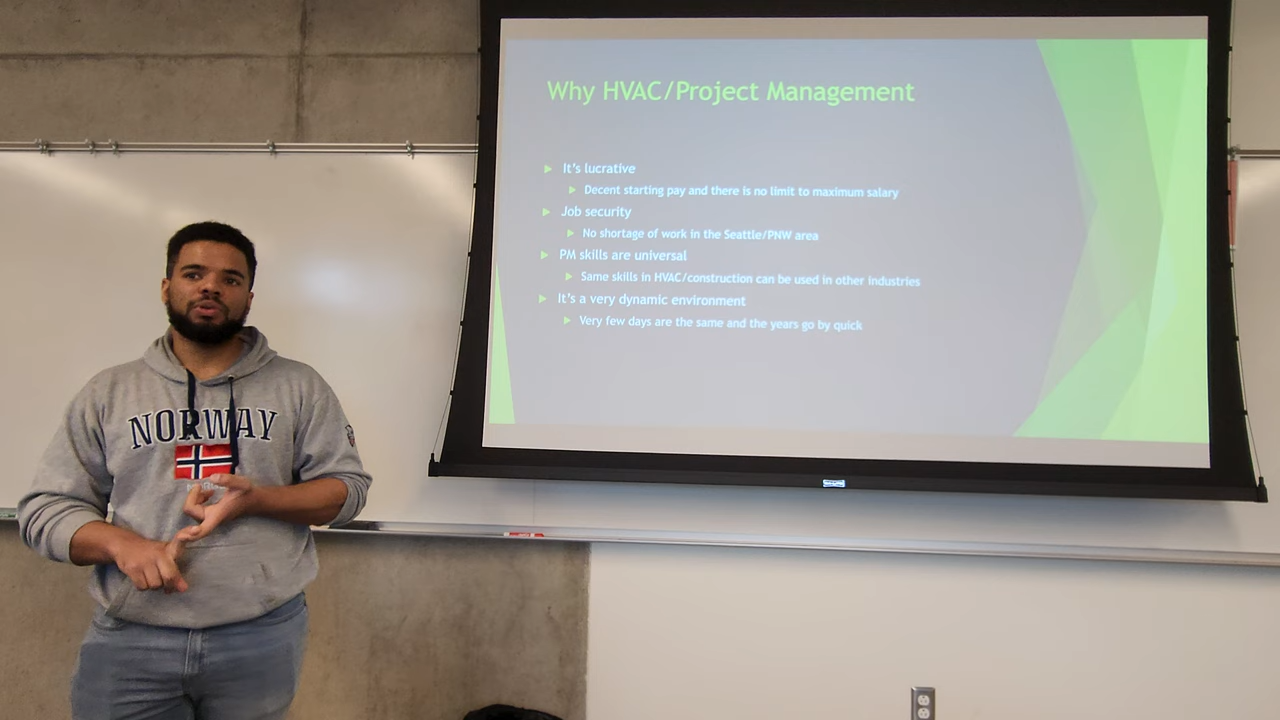 Why HVAC/Project Management
It's lucrative
Decent starting pay and there is no limit to maximum salary
Job security
No shortage of work in the Seattle/PNW area
PM skills are universal
Same skills in HVAC/construction can be used in other industries
It's a very dynamic environment
Very few days are the same and the years go by quick
NORWAY